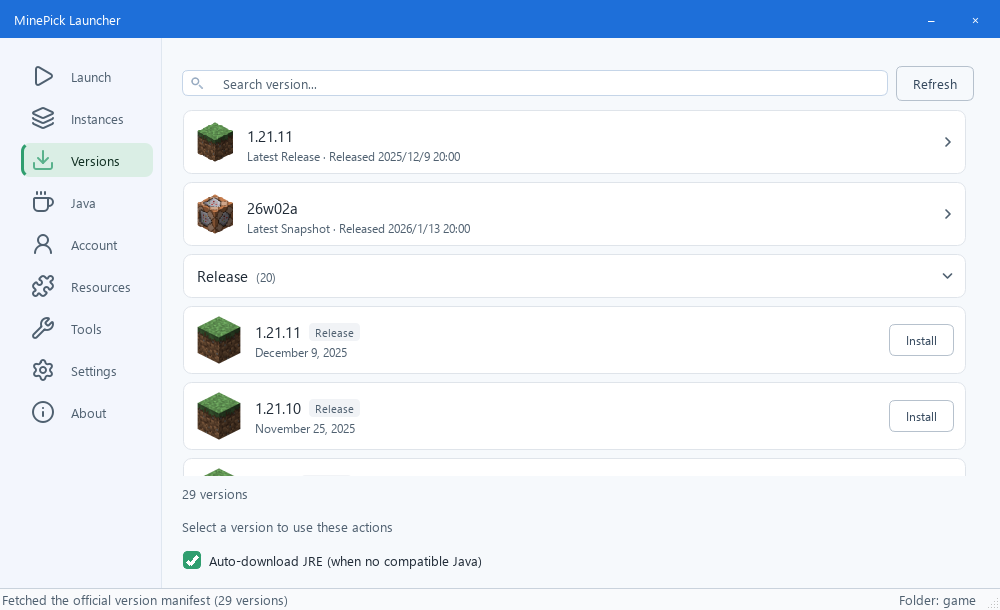 MinePick Launcher
Launch
Instances
Versions
Java
Account
Resources
Tools
Settings
About
Search version...
Refresh
1.21.11
Latest Release · Released 2025/12/9 20:00
26w02a
Latest Snapshot · Released 2026/1/13 20:00
Release (20)
1.21.11 Release
December 9, 2025
Install
1.21.10 Release
November 25, 2025
Install
29 versions
Select a version to use these actions
Auto-download JRE (when no compatible Java)
Fetched the official version manifest (29 versions)
Folder: game